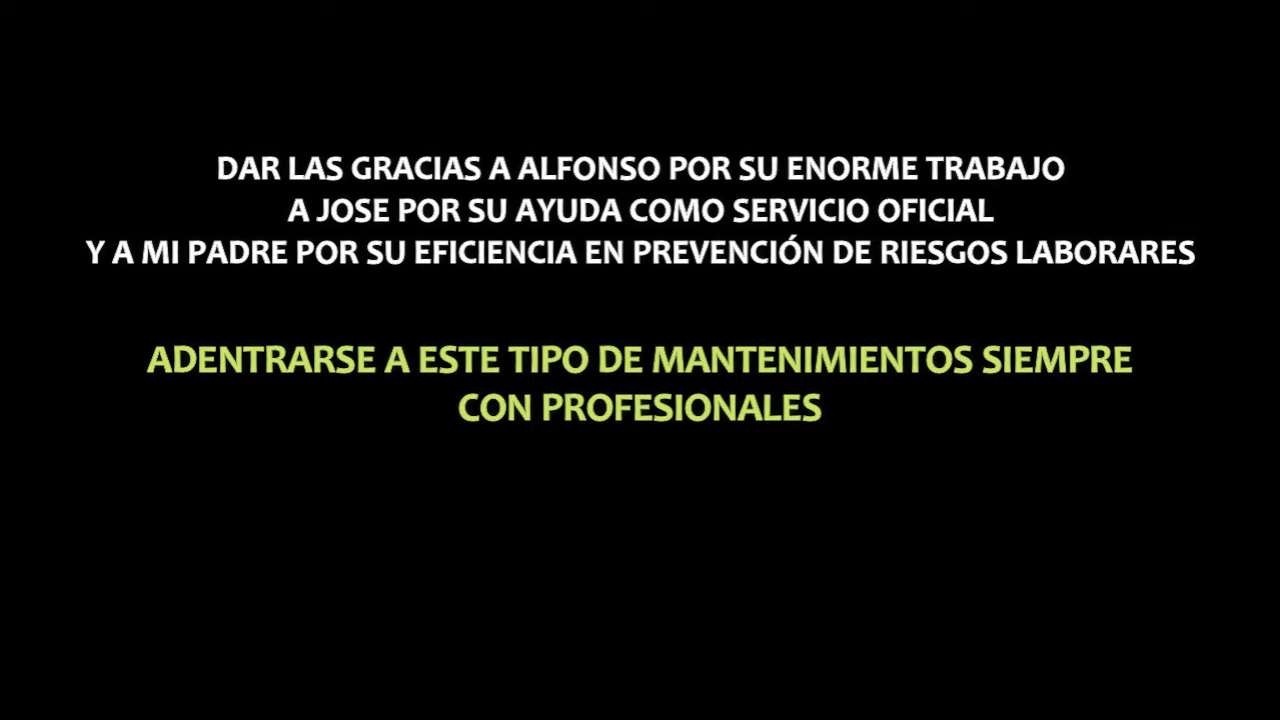 DAR LAS GRACIAS A ALFONSO POR SU ENORME TRABAJO
A JOSE POR SU AYUDA COMO SERVICIO OFICIAL
Y A MI PADRE POR SU EFICIENCIA EN PREVENCIÓN DE RIESGOS LABORARES
ADENTRARSE A ESTE TIPO DE MANTENIMIENTOS SIEMPRE
CON PROFESIONALES